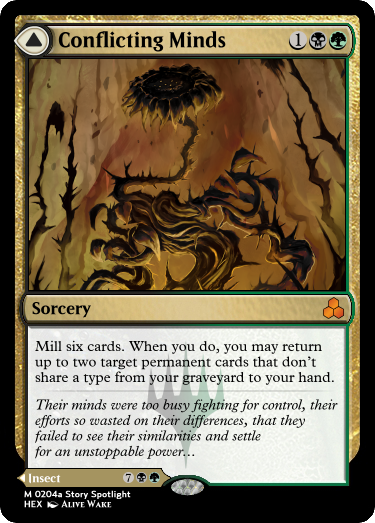 Conflicting Minds 1
Sorcery
Mill six cards. When you do, you may return
up to two target permanent cards that don't
share a type from your graveyard to your hand.
Their minds were too busy fighting for control, their
efforts so wasted on their differences, that they
failed to see their similarities and settle
for an unstoppable power...
Insect 7
M 0204a Story Spotlight
HEX ALIVE WAKE